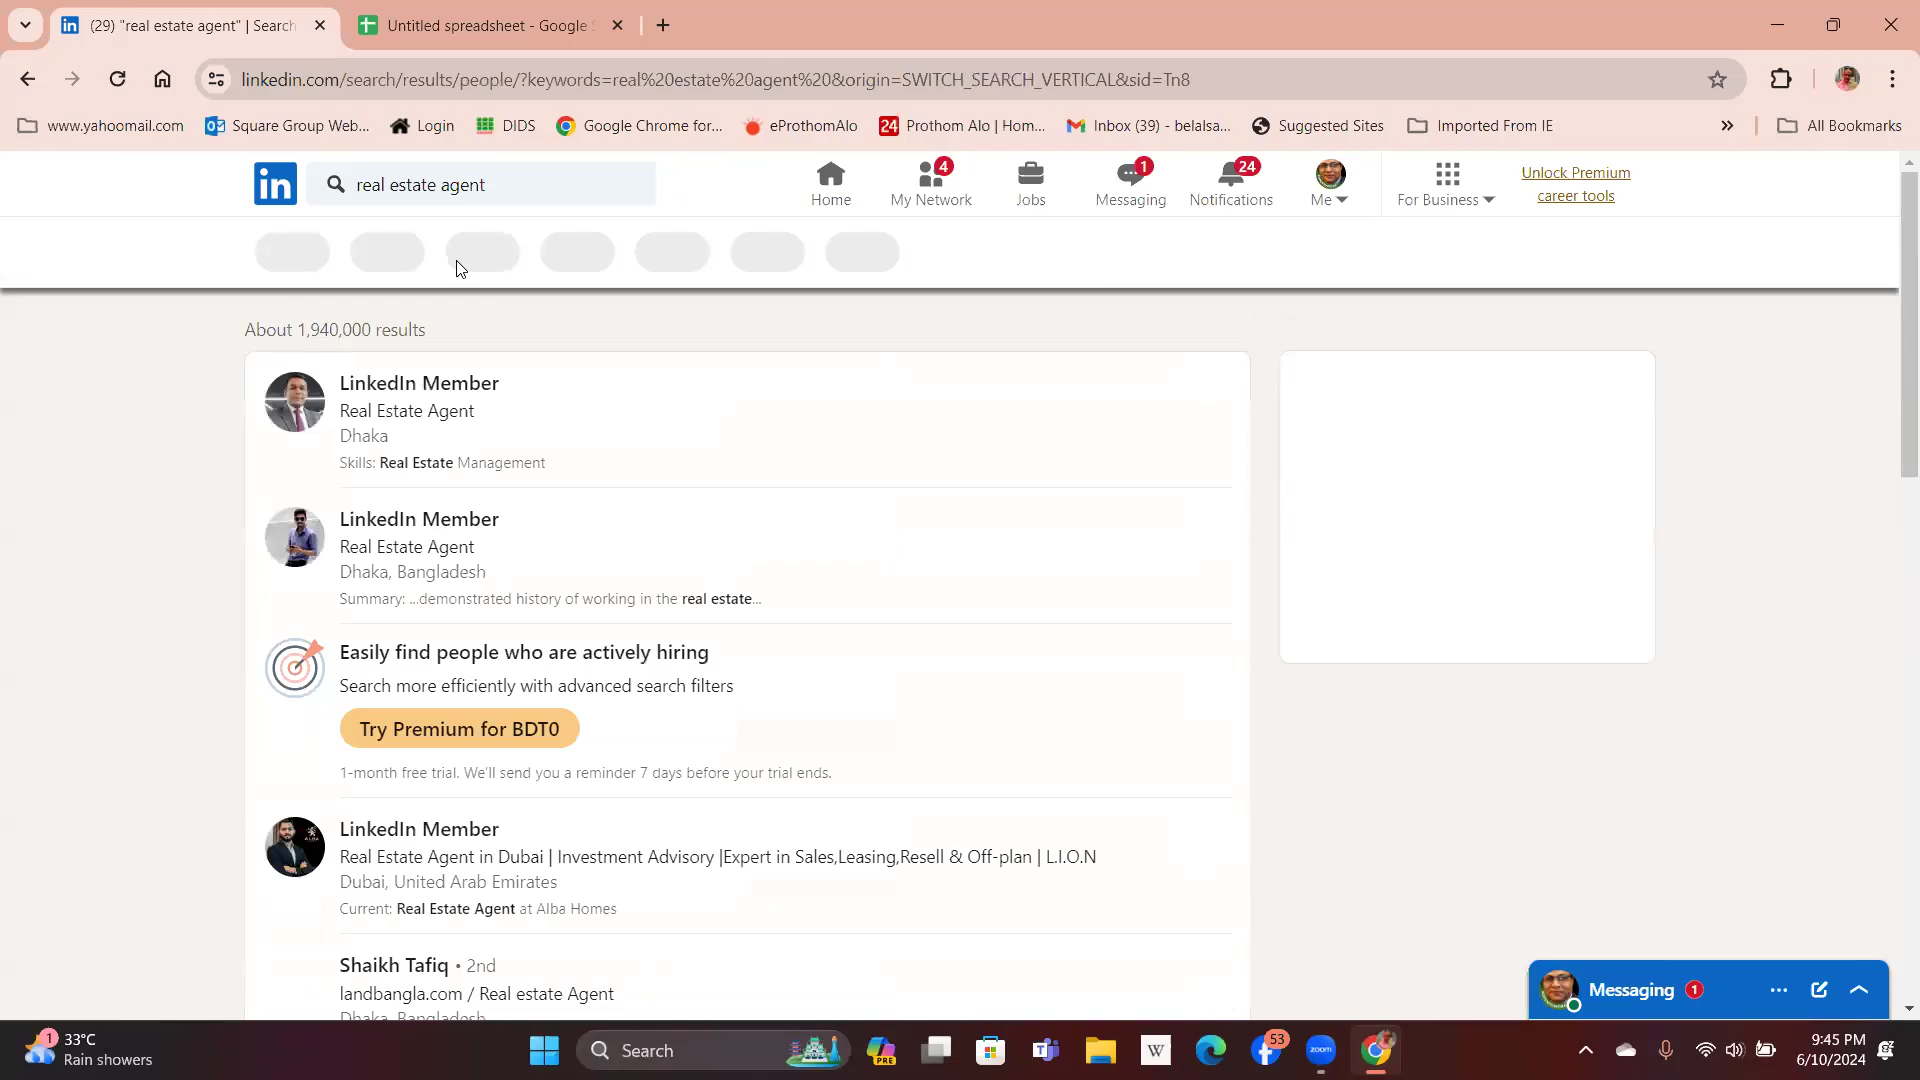 (29) "real estate agent" | Search
Untitled spreadsheet - Google S
linkedin.com/search/results/people/?keywords=real%20estate%20agent%20&origin=SWITCH_SEARCH_VERTICAL&sid=Tn8
www.yahoomail.com
Square Group Web...
Login
DIDS
Google Chrome for...
eProthomAlo
24
Prothom Alo | Hom...
Inbox (39) - belalsa...
Suggested Sites
Imported From IE
All Bookmarks
in
real estate agent
Home
4
My Network
Jobs
1
Messaging
24
Notifications
Me
For Business
Unlock Premium
career tools
About 1,940,000 results
LinkedIn Member
Real Estate Agent
Dhaka
Skills: Real Estate Management
LinkedIn Member
Real Estate Agent
Dhaka, Bangladesh
Summary: ...demonstrated history of working in the real estate...
Easily find people who are actively hiring
Search more efficiently with advanced search filters
Try Premium for BDT0
1-month free trial. We'll send you a reminder 7 days before your trial ends.
LinkedIn Member
Real Estate Agent in Dubai | Investment Advisory |Expert in Sales,Leasing,Resell & Off-plan | L.I.O.N
Dubai, United Arab Emirates
Current: Real Estate Agent at Alba Homes
Shaikh Tafiq • 2nd
landbangla.com / Real estate Agent
Dhaka, Bangladesh
Messaging 1
1
33°C
Rain showers
Search
PRE
W
53
zoom
9:45 PM
6/10/2024